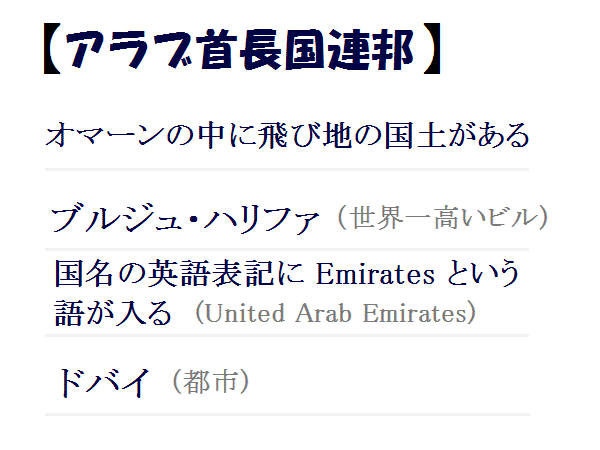 【アラブ首長国連邦】
オマーンの中に飛び地の国土がある
ブルジュ・ハリファ（世界一高いビル）
国名の英語表記に Emirates という
語が入る（United Arab Emirates）
ドバイ（都市）